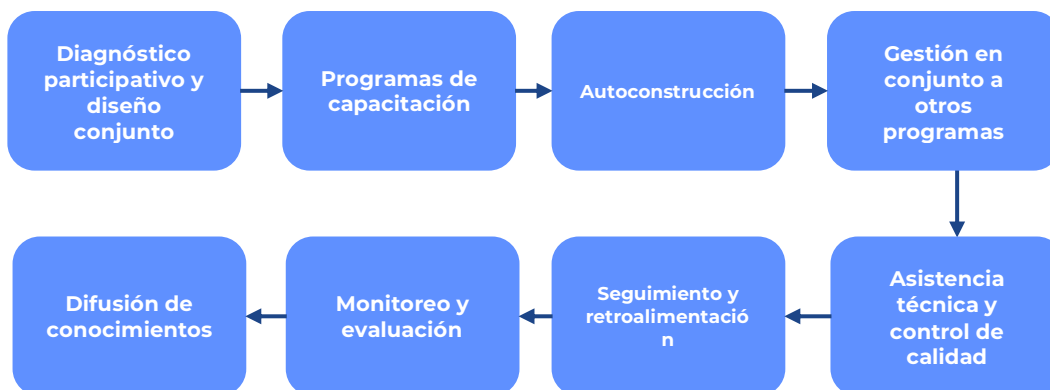 Diagnóstico
participativo y
diseño
conjunto
Programas de
capacitación
Autoconstrucción
Gestión en
conjunto a
otros
programas
Asistencia
técnica y
control de
calidad
Seguimiento y
retroalimentació
n
Monitoreo y
evaluación
Difusión de
conocimientos